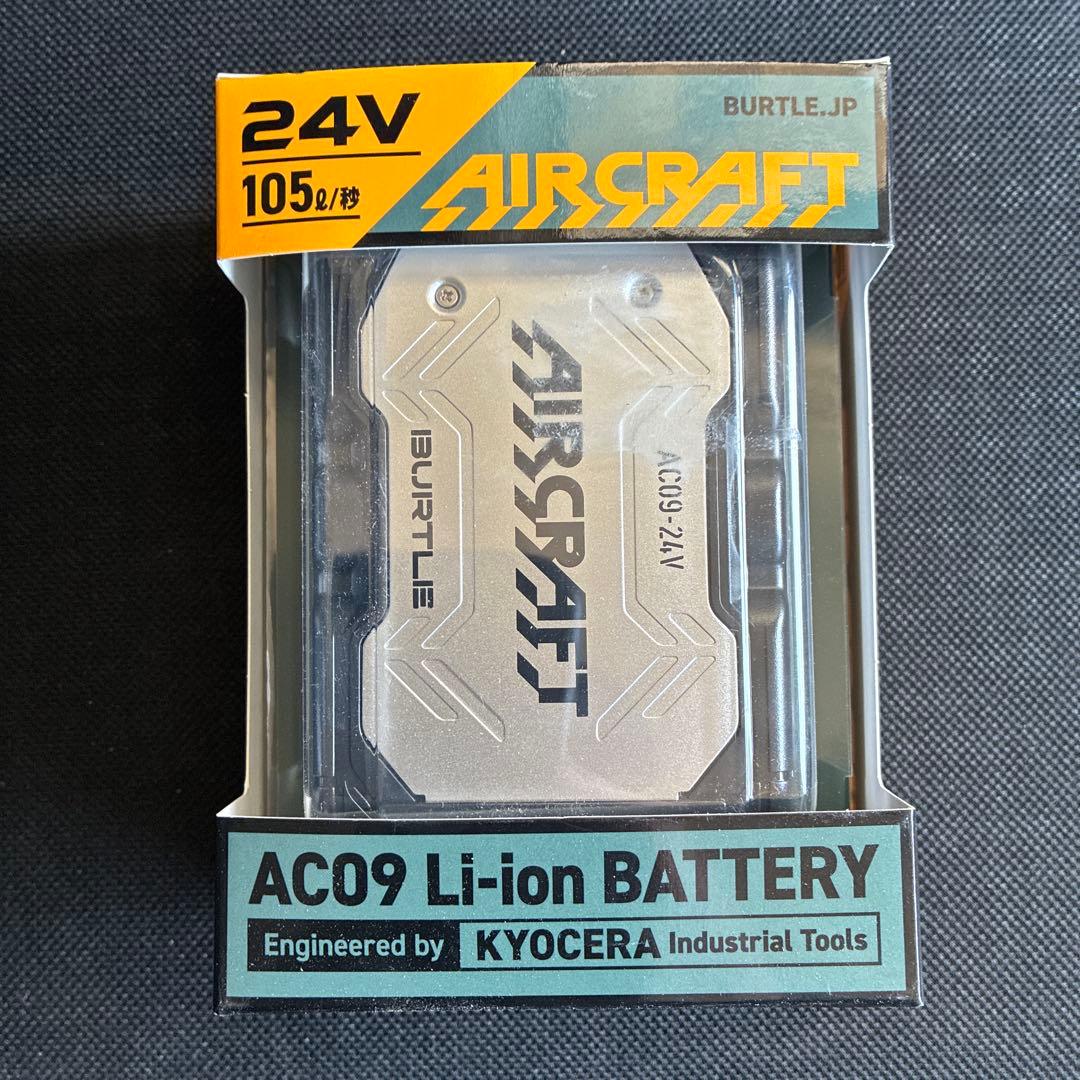 24V
105ℓ/秒
BURTLE.JP
AIRCRAFT
AIRCRAFT
BURTLE
AC09-24V
AC09 Li-ion BATTERY
Engineered by KYOCERA Industrial Tools